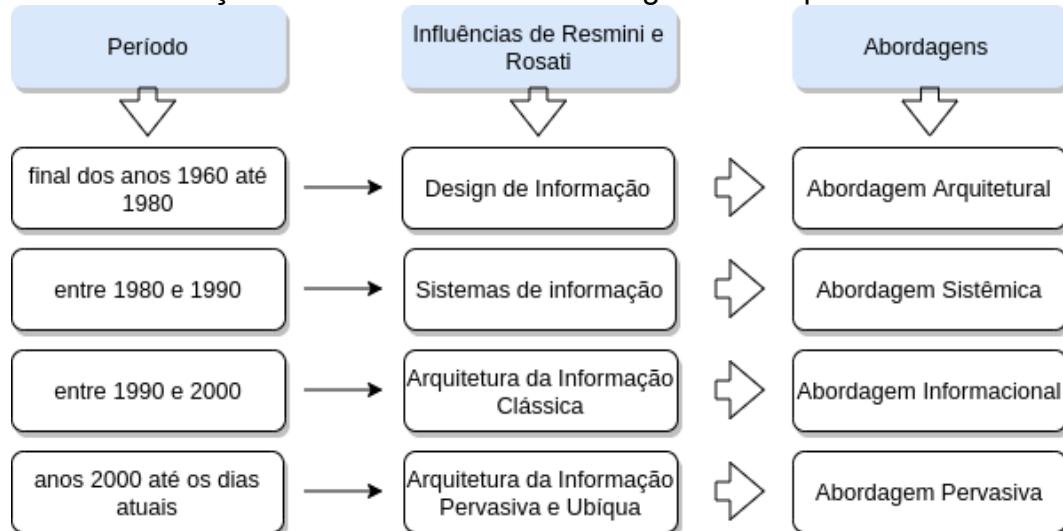 Período
Influências de Resmini e
Rosati
Abordagens
final dos anos 1960 até
1980
Design de Informação
Abordagem Arquitetural
entre 1980 e 1990
Sistemas de informação
Abordagem Sistêmica
entre 1990 e 2000
Arquitetura da Informação
Clássica
Abordagem Informacional
anos 2000 até os dias
atuais
Arquitetura da Informação
Pervasiva e Ubíqua
Abordagem Pervasiva